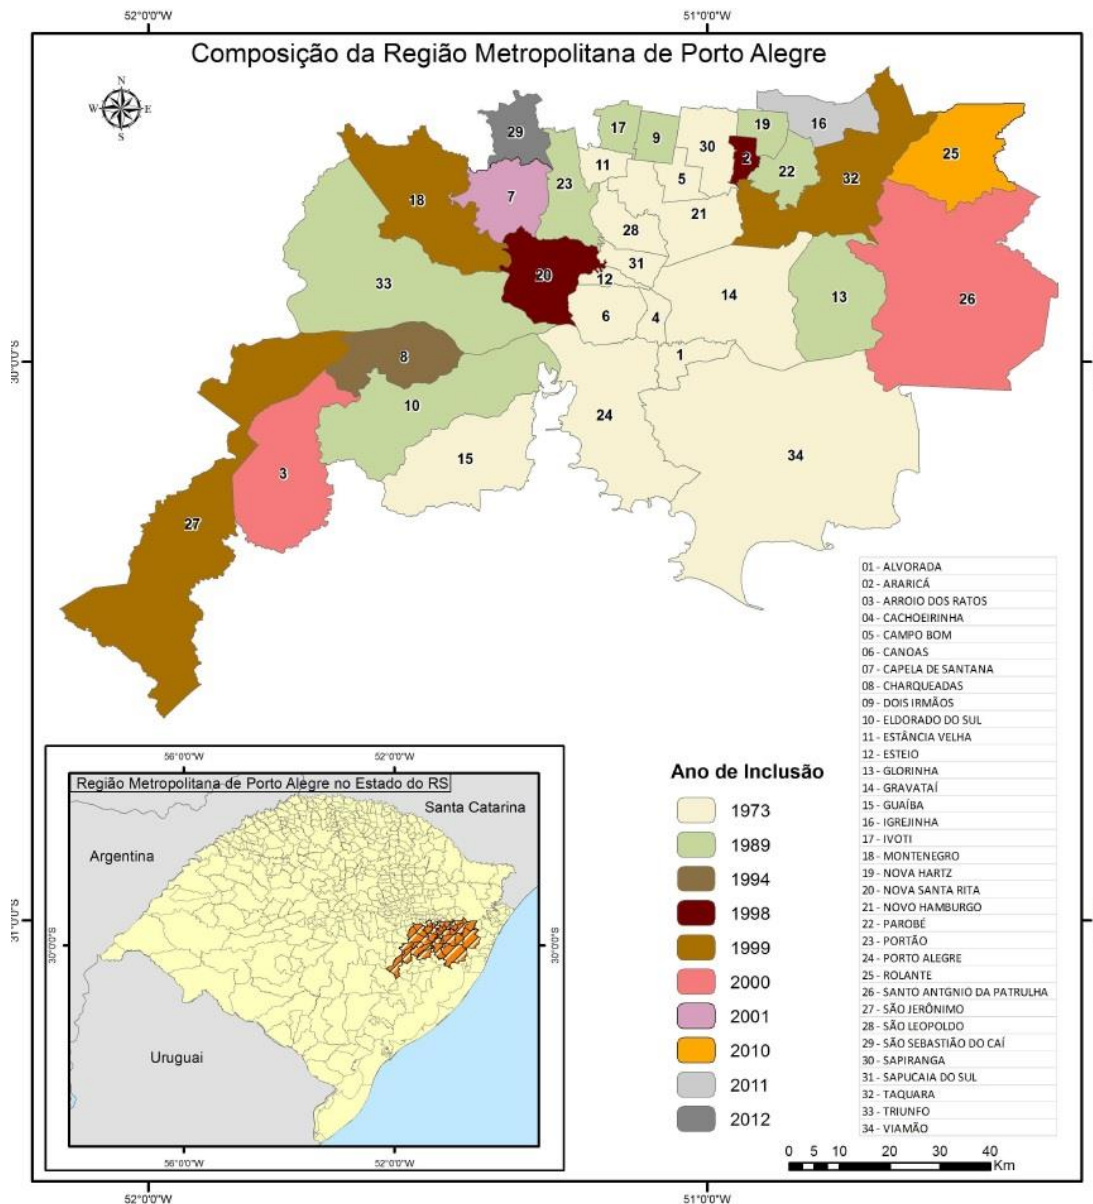 52°0'0"W 51°0'0"W
Composição da Região Metropolitana de Porto Alegre
N
W E
S
29
17
9
30
19
16
2
25
11
23
5
22
32
18
7
21
28
31
20
12
33
14
13
26
6
4
30°0'0"S
8
1
10
24
15
34
3
27
01 - ALVORADA
02 - ARARICÁ
03 - ARROIO DOS RATOS
04 - CACHOEIRINHA
05 - CAMPO BOM
06 - CANOAS
07 - CAPELA DE SANTANA
08 - CHARQUEADAS
09 - DOIS IRMÃOS
10 - ELDORADO DO SUL
11 - ESTÂNCIA VELHA
12 - ESTEIO
13 - GLORINHA
14 - GRAVATAÍ
15 - GUAÍBA
16 - IGREJINHA
17 - IVOTI
18 - MONTENEGRO
19 - NOVA HARTZ
20 - NOVA SANTA RITA
21 - NOVO HAMBURGO
22 - PAROBÉ
23 - PORTÃO
24 - PORTO ALEGRE
25 - ROLANTE
26 - SANTO ANTGNIO DA PATRULHA
27 - SÃO JERÔNIMO
28 - SÃO LEOPOLDO
29 - SÃO SEBASTIÃO DO CAÍ
30 - SAPIRANGA
31 - SAPUCAIA DO SUL
32 - TAQUARA
33 - TRIUNFO
34 - VIAMÃO
Ano de Inclusão
1973
1989
1994
1998
1999
2000
2001
2010
2011
2012
56°0'0"W 52°0'0"W
Região Metropolitana de Porto Alegre no Estado do RS
Santa Catarina
Argentina
Uruguai
31°0'0"S
30°0'0"S
30°0'0"S
56°0'0"W 52°0'0"W
0 5 10 20 30 40
Km
52°0'0"W 51°0'0"W